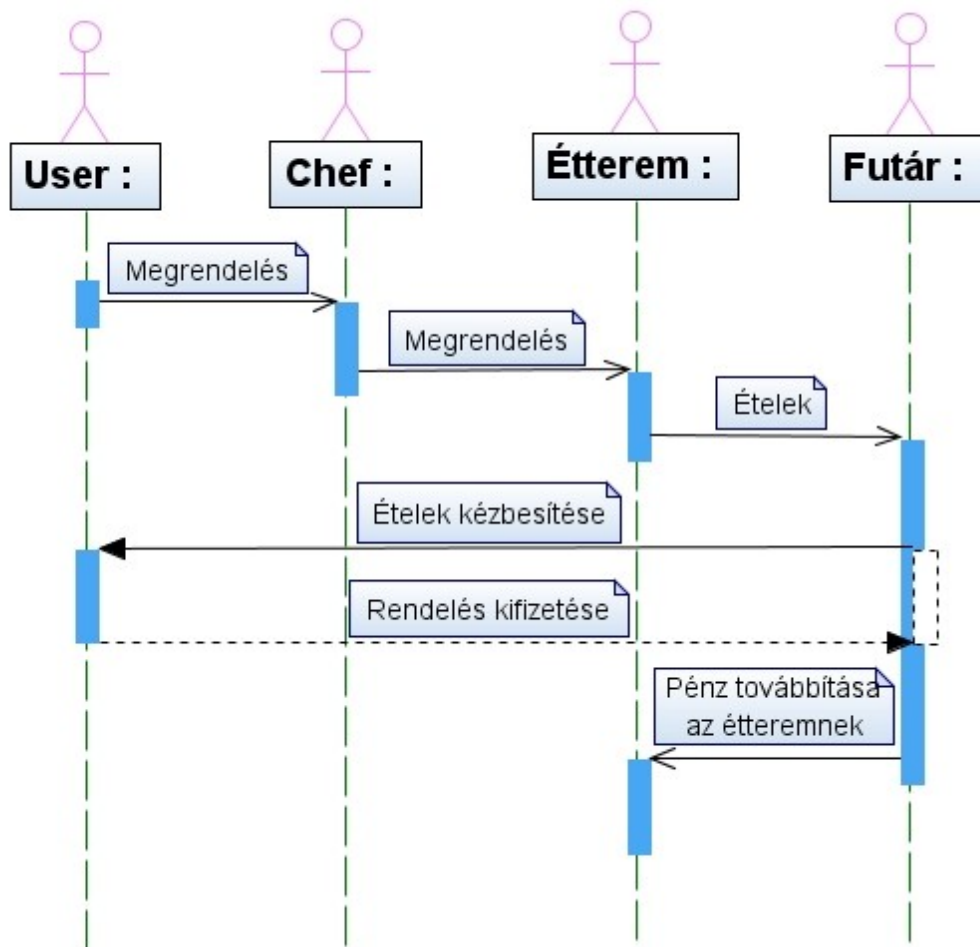 User :
Chef :
Étterem :
Futár :
Megrendelés
Megrendelés
Ételek
Ételek kézbesítése
Rendelés kifizetése
Pénz továbbítása
az étteremnek